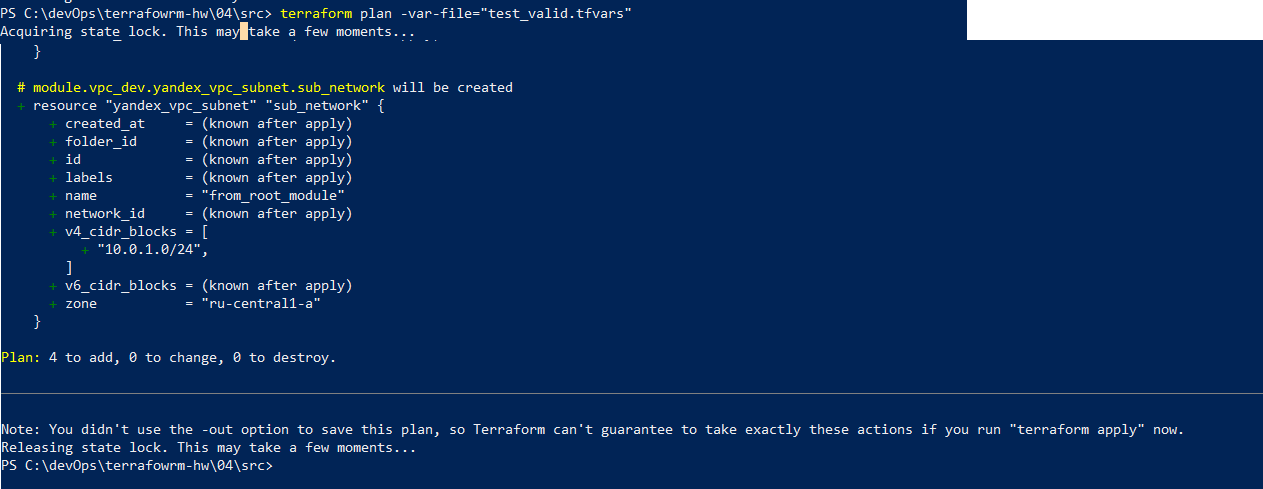 PS C:\devOps\terrafowrm-hw\04\src> terraform plan -var-file="test_valid.tfvars"
Acquiring state lock. This may take a few moments...
    }

  # module.vpc_dev.yandex_vpc_subnet.sub_network will be created
  + resource "yandex_vpc_subnet" "sub_network" {
      + created_at     = (known after apply)
      + folder_id      = (known after apply)
      + id             = (known after apply)
      + labels         = (known after apply)
      + name           = "from_root_module"
      + network_id     = (known after apply)
      + v4_cidr_blocks = [
          + "10.0.1.0/24",
        ]
      + v6_cidr_blocks = (known after apply)
      + zone           = "ru-central1-a"
    }

Plan: 4 to add, 0 to change, 0 to destroy.

Note: You didn't use the -out option to save this plan, so Terraform can't guarantee to take exactly these actions if you run "terraform apply" now.
Releasing state lock. This may take a few moments...
PS C:\devOps\terrafowrm-hw\04\src>